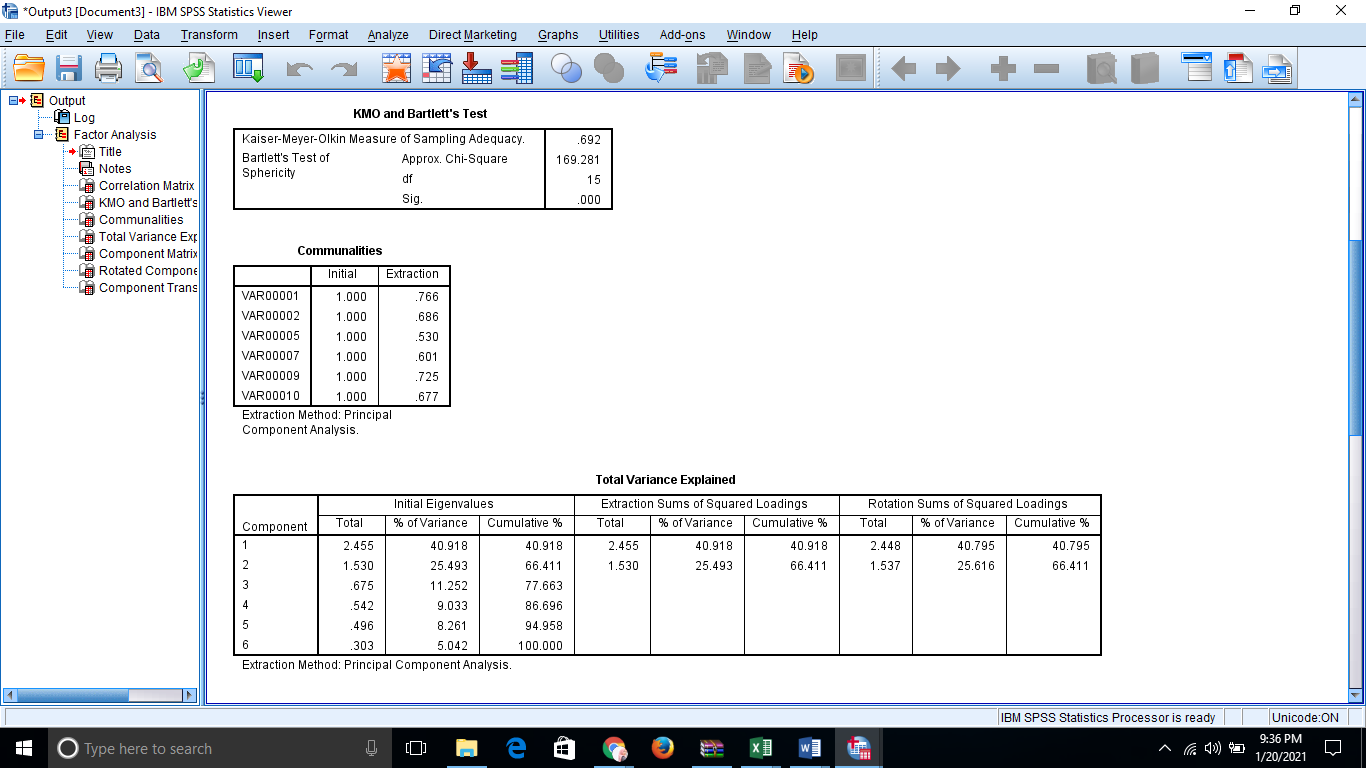 *Output3 [Document3] - IBM SPSS Statistics Viewer
File Edit View Data Transform Insert Format Analyze Direct Marketing Graphs Utilities Add-ons Window Help
Output
Log
Factor Analysis
Title
Notes
Correlation Matrix
KMO and Bartlett's
Communalities
Total Variance Exp
Component Matrix
Rotated Compone
Component Trans
KMO and Bartlett's Test
Kaiser-Meyer-Olkin Measure of Sampling Adequacy. .692
Bartlett's Test of Approx. Chi-Square 169.281
Sphericity
df 15
Sig. .000
Communalities
Initial Extraction
VAR00001 1.000 .766
VAR00002 1.000 .686
VAR00005 1.000 .530
VAR00007 1.000 .601
VAR00009 1.000 .725
VAR00010 1.000 .677
Extraction Method: Principal
Component Analysis.
Total Variance Explained
Initial Eigenvalues Extraction Sums of Squared Loadings Rotation Sums of Squared Loadings
Component Total % of Variance Cumulative % Total % of Variance Cumulative % Total % of Variance Cumulative %
1 2.455 40.918 40.918 2.455 40.918 40.918 2.448 40.795 40.795
2 1.530 25.493 66.411 1.530 25.493 66.411 1.537 25.616 66.411
3 .675 11.252 77.663
4 .542 9.033 86.696
5 .496 8.261 94.958
6 .303 5.042 100.000
Extraction Method: Principal Component Analysis.
IBM SPSS Statistics Processor is ready Unicode:ON
Type here to search
9:36 PM
1/20/2021